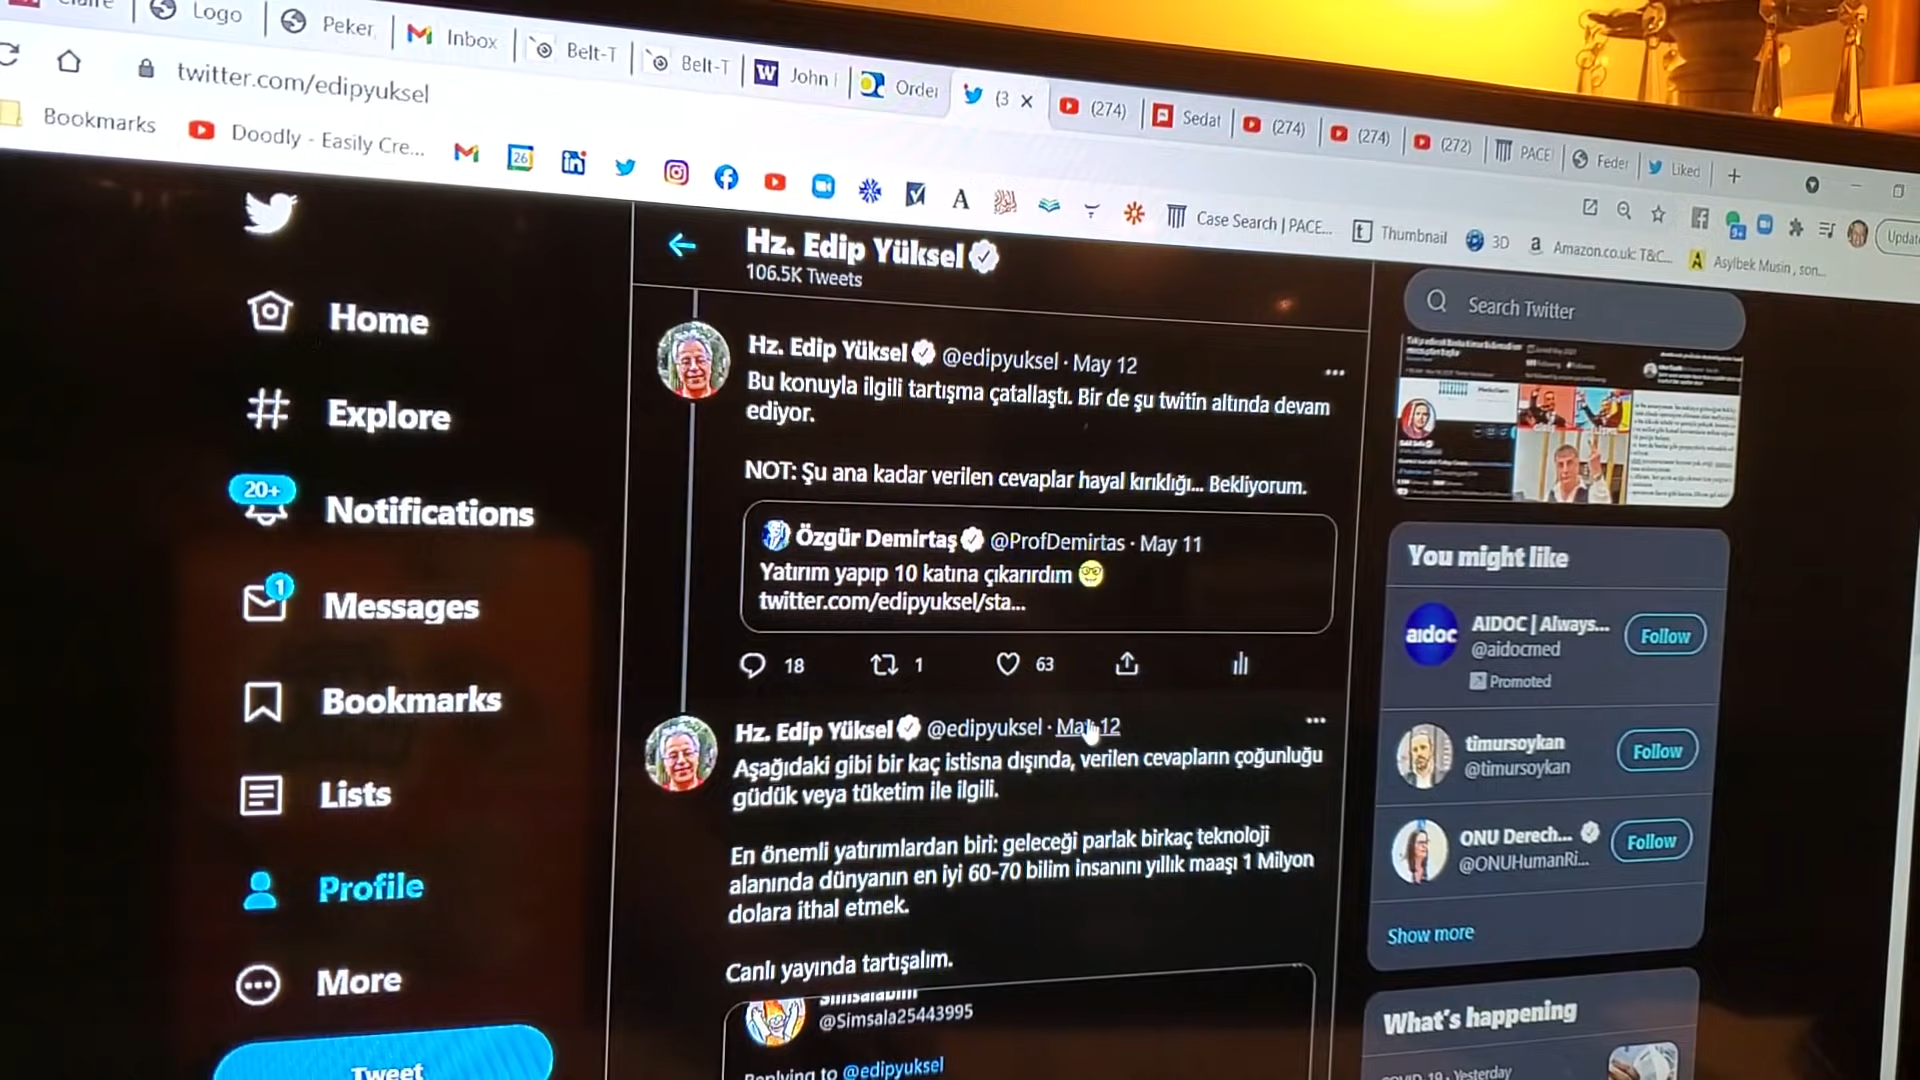 Logo
Peker
Inbox
Belt-T
Belt-T
John
Order
(3
(274)
Sedat
(274)
(274)
(272)
PACE
Feder
Liked
twitter.com/edipyuksel
Update
Bookmarks
Doodly - Easily Cre...
26
Case Search | PACE...
Thumbnail
3D
Amazon.co.uk: T&C...
Asylbek Musin , son...
Home
Explore
20+
Notifications
1
Messages
Bookmarks
Lists
Profile
More
Tweet
Hz. Edip Yüksel
106.5K Tweets
Hz. Edip Yüksel @edipyuksel · May 12
Bu konuyla ilgili tartışma çatallaştı. Bir de şu twitin altında devam
ediyor.
NOT: Şu ana kadar verilen cevaplar hayal kırıklığı... Bekliyorum.
Özgür Demirtaş @ProfDemirtas · May 11
Yatırım yapıp 10 katına çıkarırdım
twitter.com/edipyuksel/sta...
18
1
63
Hz. Edip Yüksel @edipyuksel · May 12
Aşağıdaki gibi bir kaç istisna dışında, verilen cevapların çoğunluğu
güdük veya tüketim ile ilgili.
En önemli yatırımlardan biri: geleceği parlak birkaç teknoloji
alanında dünyanın en iyi 60-70 bilim insanını yıllık maaşı 1 Milyon
dolara ithal etmek.
Canlı yayında tartışalım.
Simsalabim
@Simsala25443995
Replying to @edipyuksel
Search Twitter
You might like
aidoc
AIDOC | Always...
@aidocmed
Promoted
Follow
timursoykan
@timursoykan
Follow
ONU Derech...
@ONUHumanRi...
Follow
Show more
What's happening
COVID-19 · Yesterday